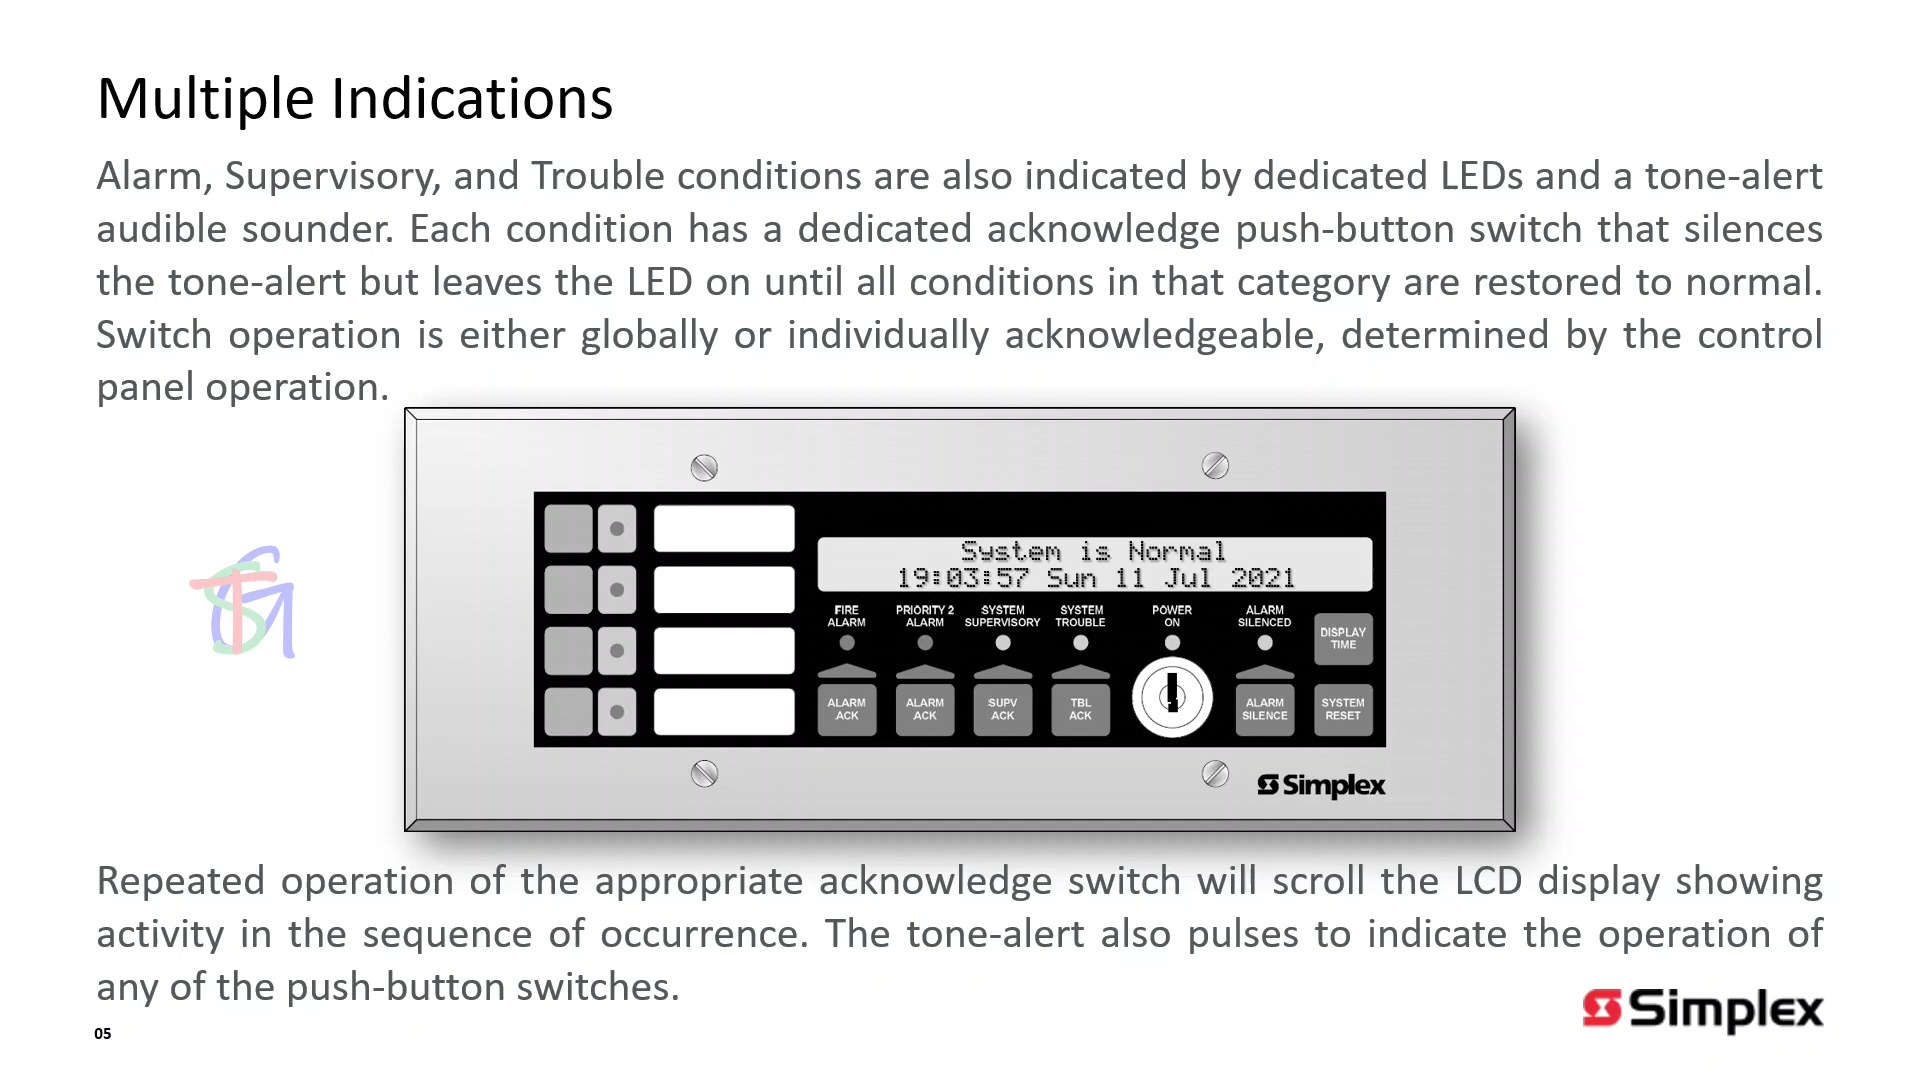 Multiple Indications
Alarm, Supervisory, and Trouble conditions are also indicated by dedicated LEDs and a tone-alert
audible sounder. Each condition has a dedicated acknowledge push-button switch that silences
the tone-alert but leaves the LED on until all conditions in that category are restored to normal.
Switch operation is either globally or individually acknowledgeable, determined by the control
panel operation.
System is Normal
19:03:57 Sun 11 Jul 2021
FIRE ALARM
PRIORITY 2 ALARM
SYSTEM SUPERVISORY
SYSTEM TROUBLE
POWER ON
ALARM SILENCED
DISPLAY TIME
ALARM ACK
ALARM ACK
SUPV ACK
TBL ACK
ALARM SILENCE
SYSTEM RESET
Simplex
Repeated operation of the appropriate acknowledge switch will scroll the LCD display showing
activity in the sequence of occurrence. The tone-alert also pulses to indicate the operation of
any of the push-button switches.
Simplex
05